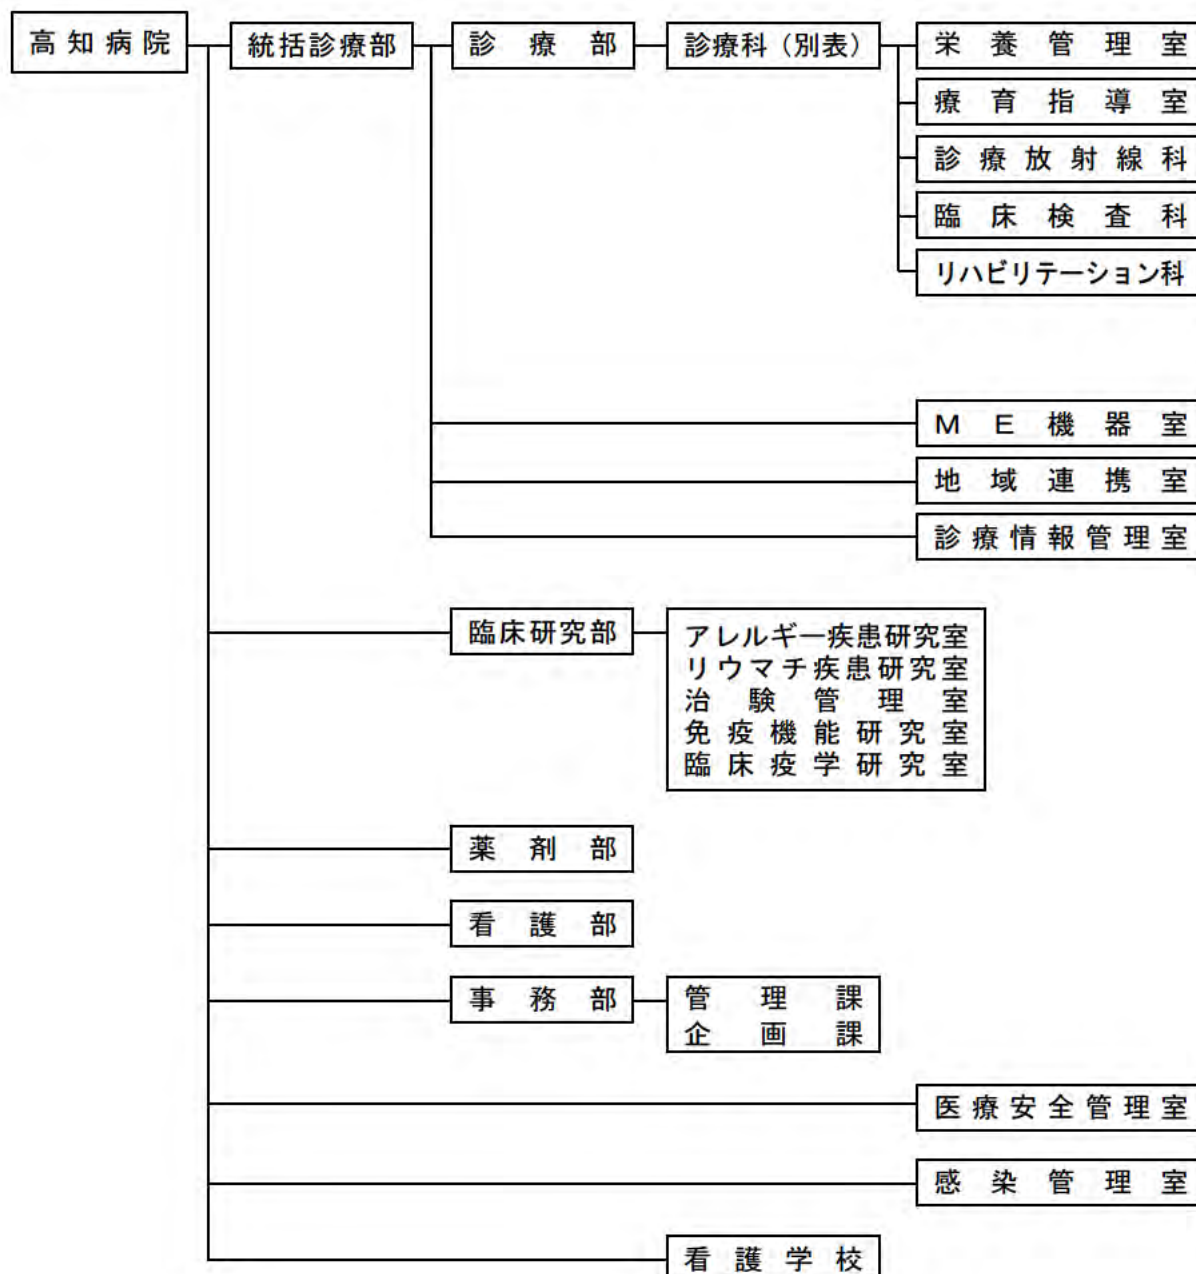 高知病院
統括診療部
診療部
診療科（別表）
栄養管理室
療育指導室
診療放射線科
臨床検査科
リハビリテーション科
ＭＥ機器室
地域連携室
診療情報管理室
臨床研究部
アレルギー疾患研究室
リウマチ疾患研究室
治験管理室
免疫機能研究室
臨床疫学研究室
薬剤部
看護部
事務部
管理課
企画課
医療安全管理室
感染管理室
看護学校